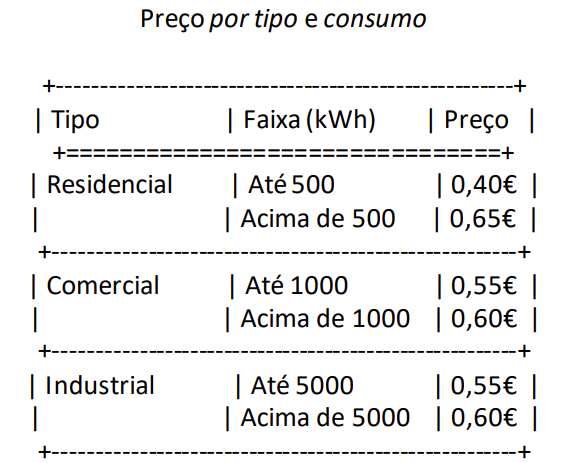 Preço por tipo e consumo
+-----------------------------------------------------+
| Tipo | Faixa (kWh) | Preço |
+================================+
| Residencial | Até 500 | 0,40€ |
| | Acima de 500 | 0,65€ |
+-----------------------------------------------------+
| Comercial | Até 1000 | 0,55€ |
| | Acima de 1000 | 0,60€ |
+-----------------------------------------------------+
| Industrial | Até 5000 | 0,55€ |
| | Acima de 5000 | 0,60€ |
+-----------------------------------------------------+